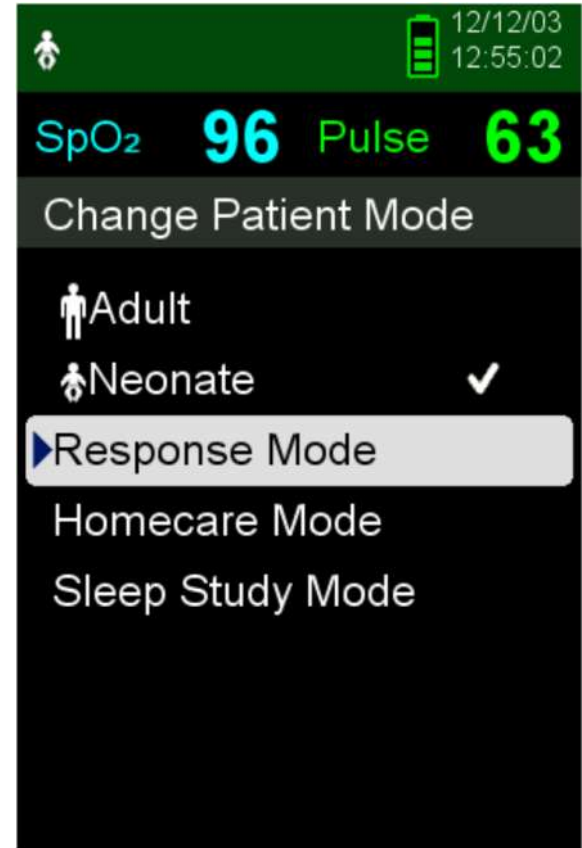 12/12/03
12:55:02
SpO₂ 96 Pulse 63
Change Patient Mode
Adult
Neonate
Response Mode
Homecare Mode
Sleep Study Mode